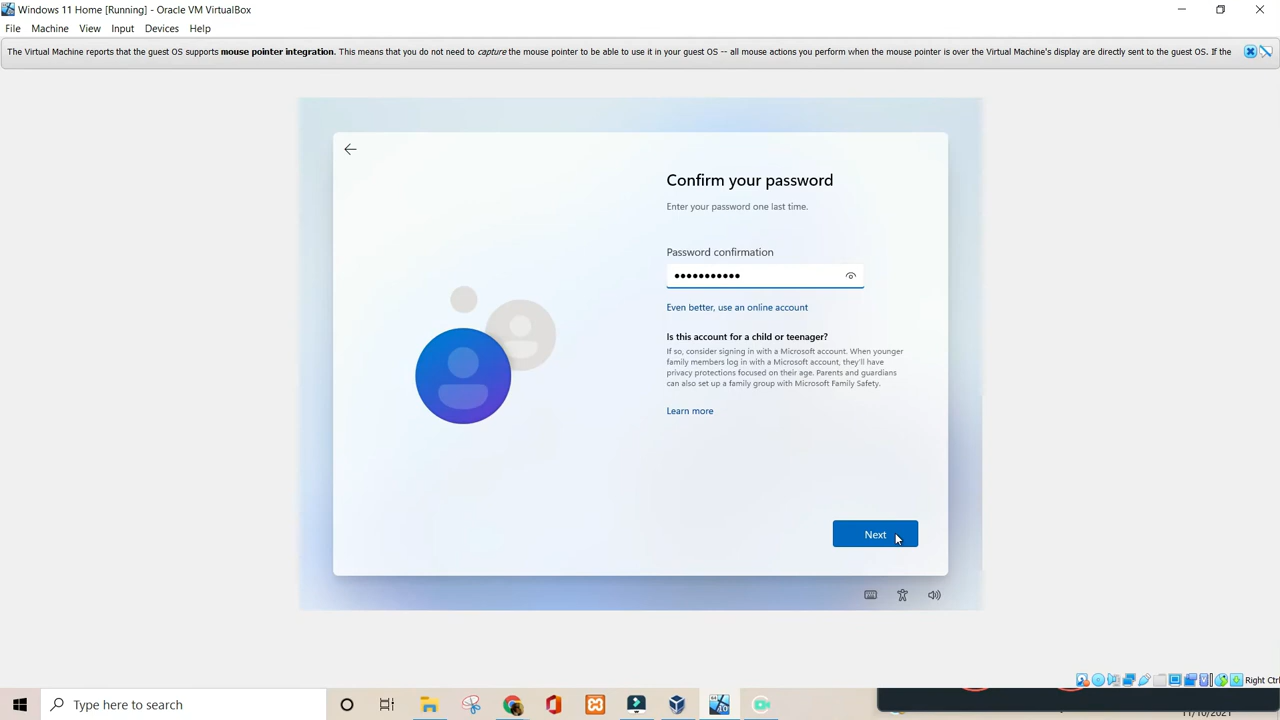 Windows 11 Home [Running] - Oracle VM VirtualBox
File Machine View Input Devices Help
The Virtual Machine reports that the guest OS supports mouse pointer integration. This means that you do not need to capture the mouse pointer to be able to use it in your guest OS -- all mouse actions you perform when the mouse pointer is over the Virtual Machine's display are directly sent to the guest OS. If the
Confirm your password
Enter your password one last time.
Password confirmation
●●●●●●●●●●●
Even better, use an online account
Is this account for a child or teenager?
If so, consider signing in with a Microsoft account. When younger
family members log in with a Microsoft account, they'll have
privacy protections focused on their age. Parents and guardians
can also set up a family group with Microsoft Family Safety.
Learn more
Next
Right Ctrl
Type here to search